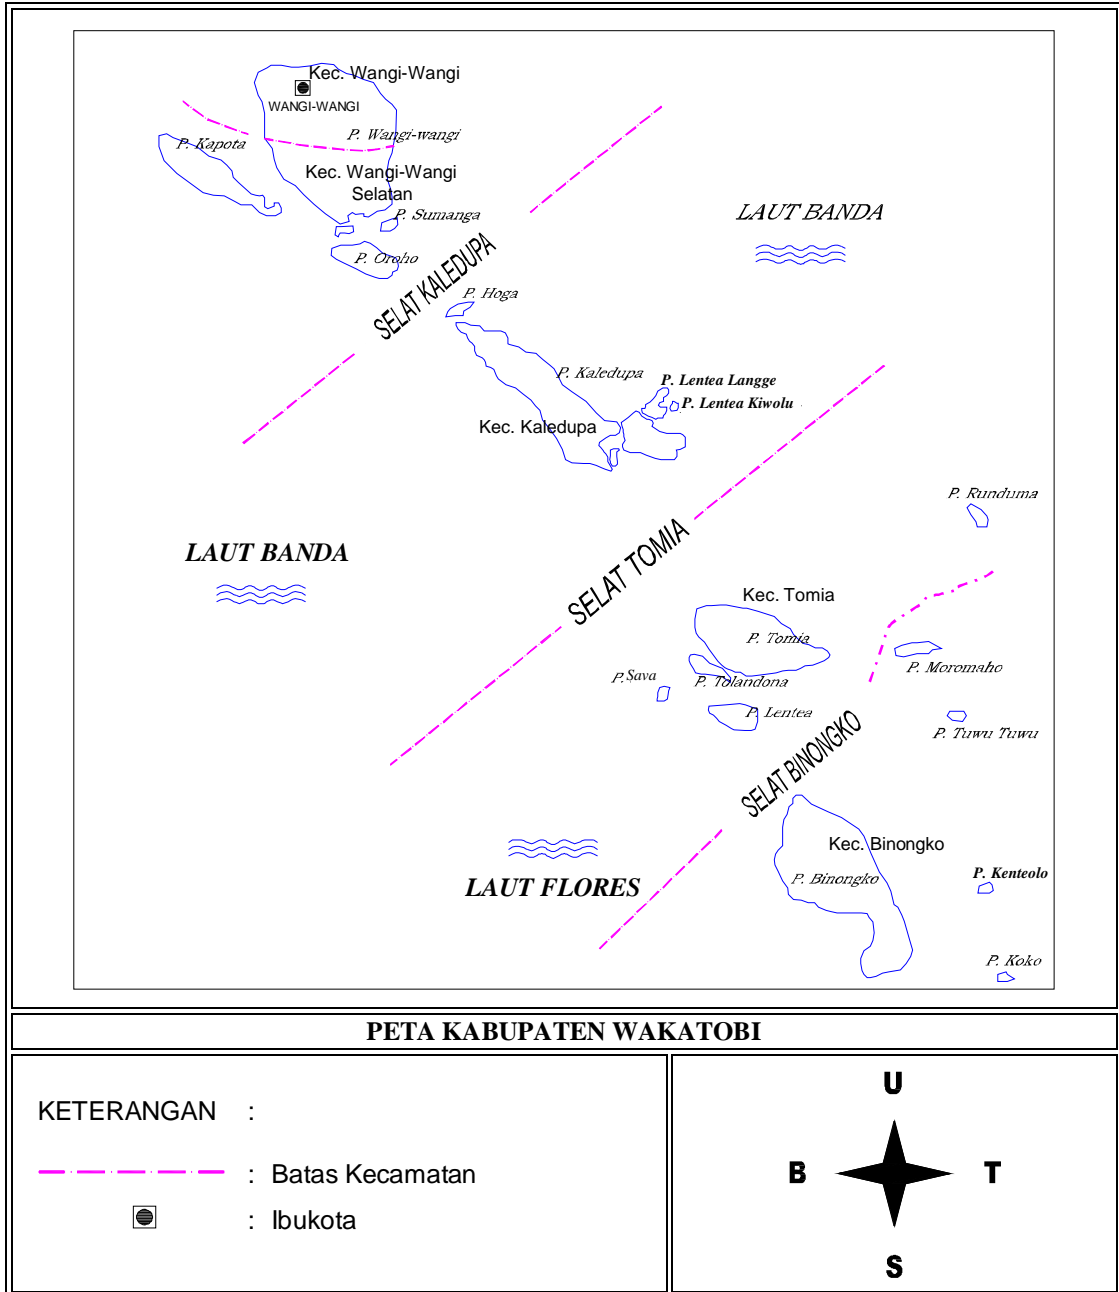 Kec. Wangi-Wangi
WANGI-WANGI
P. Wangi-wangi
P. Kapota
Kec. Wangi-Wangi
Selatan
P. Sumanga
P. Oroho
LAUT BANDA
SELAT KALEDUPA
P. Hoga
P. Kaledupa
P. Lentea Langge
P. Lentea Kiwolu
Kec. Kaledupa
P. Runduma
LAUT BANDA
SELAT TOMIA
Kec. Tomia
P. Tomia
P. Moromaho
P. Sava
P. Tolandona
P. Lentea
P. Tuwu Tuwu
SELAT BINONGKO
Kec. Binongko
P. Binongko
P. Kenteolo
LAUT FLORES
P. Koko
PETA KABUPATEN WAKATOBI
KETERANGAN :
: Batas Kecamatan
: Ibukota
U
B T
S